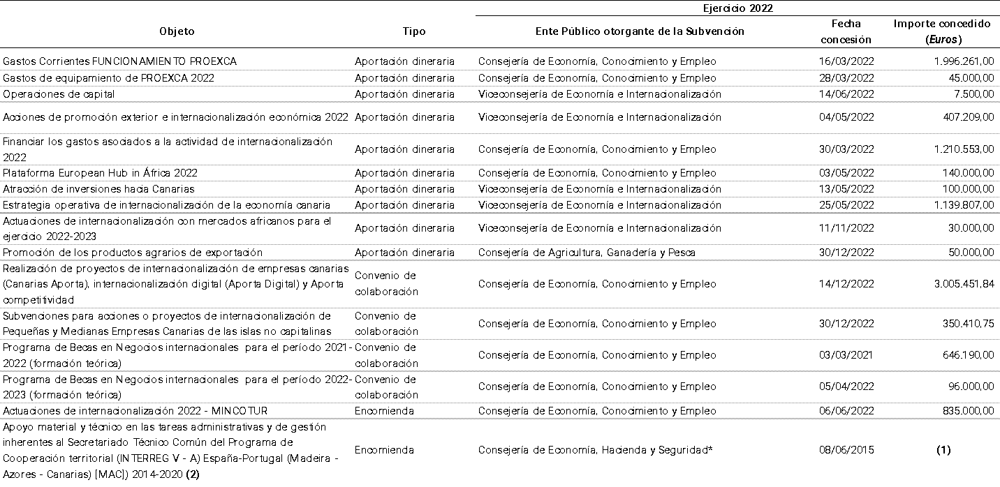 Ejercicio 2022
Objeto Tipo Ente Público otorgante de la Subvención Fecha concesión Importe concedido (Euros)
Gastos Corrientes FUNCIONAMIENTO PROEXCA Aportación dineraria Consejería de Economía, Conocimiento y Empleo 16/03/2022 1.996.261,00
Gastos de equipamiento de PROEXCA 2022 Aportación dineraria Consejería de Economía, Conocimiento y Empleo 28/03/2022 45.000,00
Operaciones de capital Aportación dineraria Viceconsejería de Economía e Internacionalización 14/06/2022 7.500,00
Acciones de promoción exterior e internacionalización económica 2022 Aportación dineraria Viceconsejería de Economía e Internacionalización 04/05/2022 407.209,00
Financiar los gastos asociados a la actividad de internacionalización
2022 Aportación dineraria Consejería de Economía, Conocimiento y Empleo 30/03/2022 1.210.553,00
Plataforma European Hub in África 2022 Aportación dineraria Consejería de Economía, Conocimiento y Empleo 03/05/2022 140.000,00
Atracción de inversiones hacia Canarias Aportación dineraria Viceconsejería de Economía e Internacionalización 13/05/2022 100.000,00
Estrategia operativa de internacionalización de la economía canaria Aportación dineraria Viceconsejería de Economía e Internacionalización 25/05/2022 1.139.807,00
Actuaciones de internacionalización con mercados africanos para el
ejercicio 2022-2023 Aportación dineraria Viceconsejería de Economía e Internacionalización 11/11/2022 30.000,00
Promoción de los productos agrarios de exportación Aportación dineraria Consejería de Agricultura, Ganadería y Pesca 30/12/2022 50.000,00
Realización de proyectos de internacionalización de empresas canarias
(Canarias Aporta), internacionalización digital (Aporta Digital) y Aporta
competitividad Convenio de colaboración Consejería de Economía, Conocimiento y Empleo 14/12/2022 3.005.451,84
Subvenciones para acciones o proyectos de internacionalización de
Pequeñas y Medianas Empresas Canarias de las islas no capitalinas Convenio de colaboración Consejería de Economía, Conocimiento y Empleo 30/12/2022 350.410,75
Programa de Becas en Negocios internacionales para el período 2021-
2022 (formación teórica) Convenio de colaboración Consejería de Economía, Conocimiento y Empleo 03/03/2021 646.190,00
Programa de Becas en Negocios internacionales para el período 2022-
2023 (formación teórica) Convenio de colaboración Consejería de Economía, Conocimiento y Empleo 05/04/2022 96.000,00
Actuaciones de internacionalización 2022 - MINCOTUR Encomienda Consejería de Economía, Conocimiento y Empleo 06/06/2022 835.000,00
Apoyo material y técnico en las tareas administrativas y de gestión
inherentes al Secretariado Técnico Común del Programa de
Cooperación territorial (INTERREG V - A) España-Portugal (Madeira -
Azores - Canarias) [MAC]) 2014-2020 (2) Encomienda Consejería de Economía, Hacienda y Seguridad* 08/06/2015 (1)